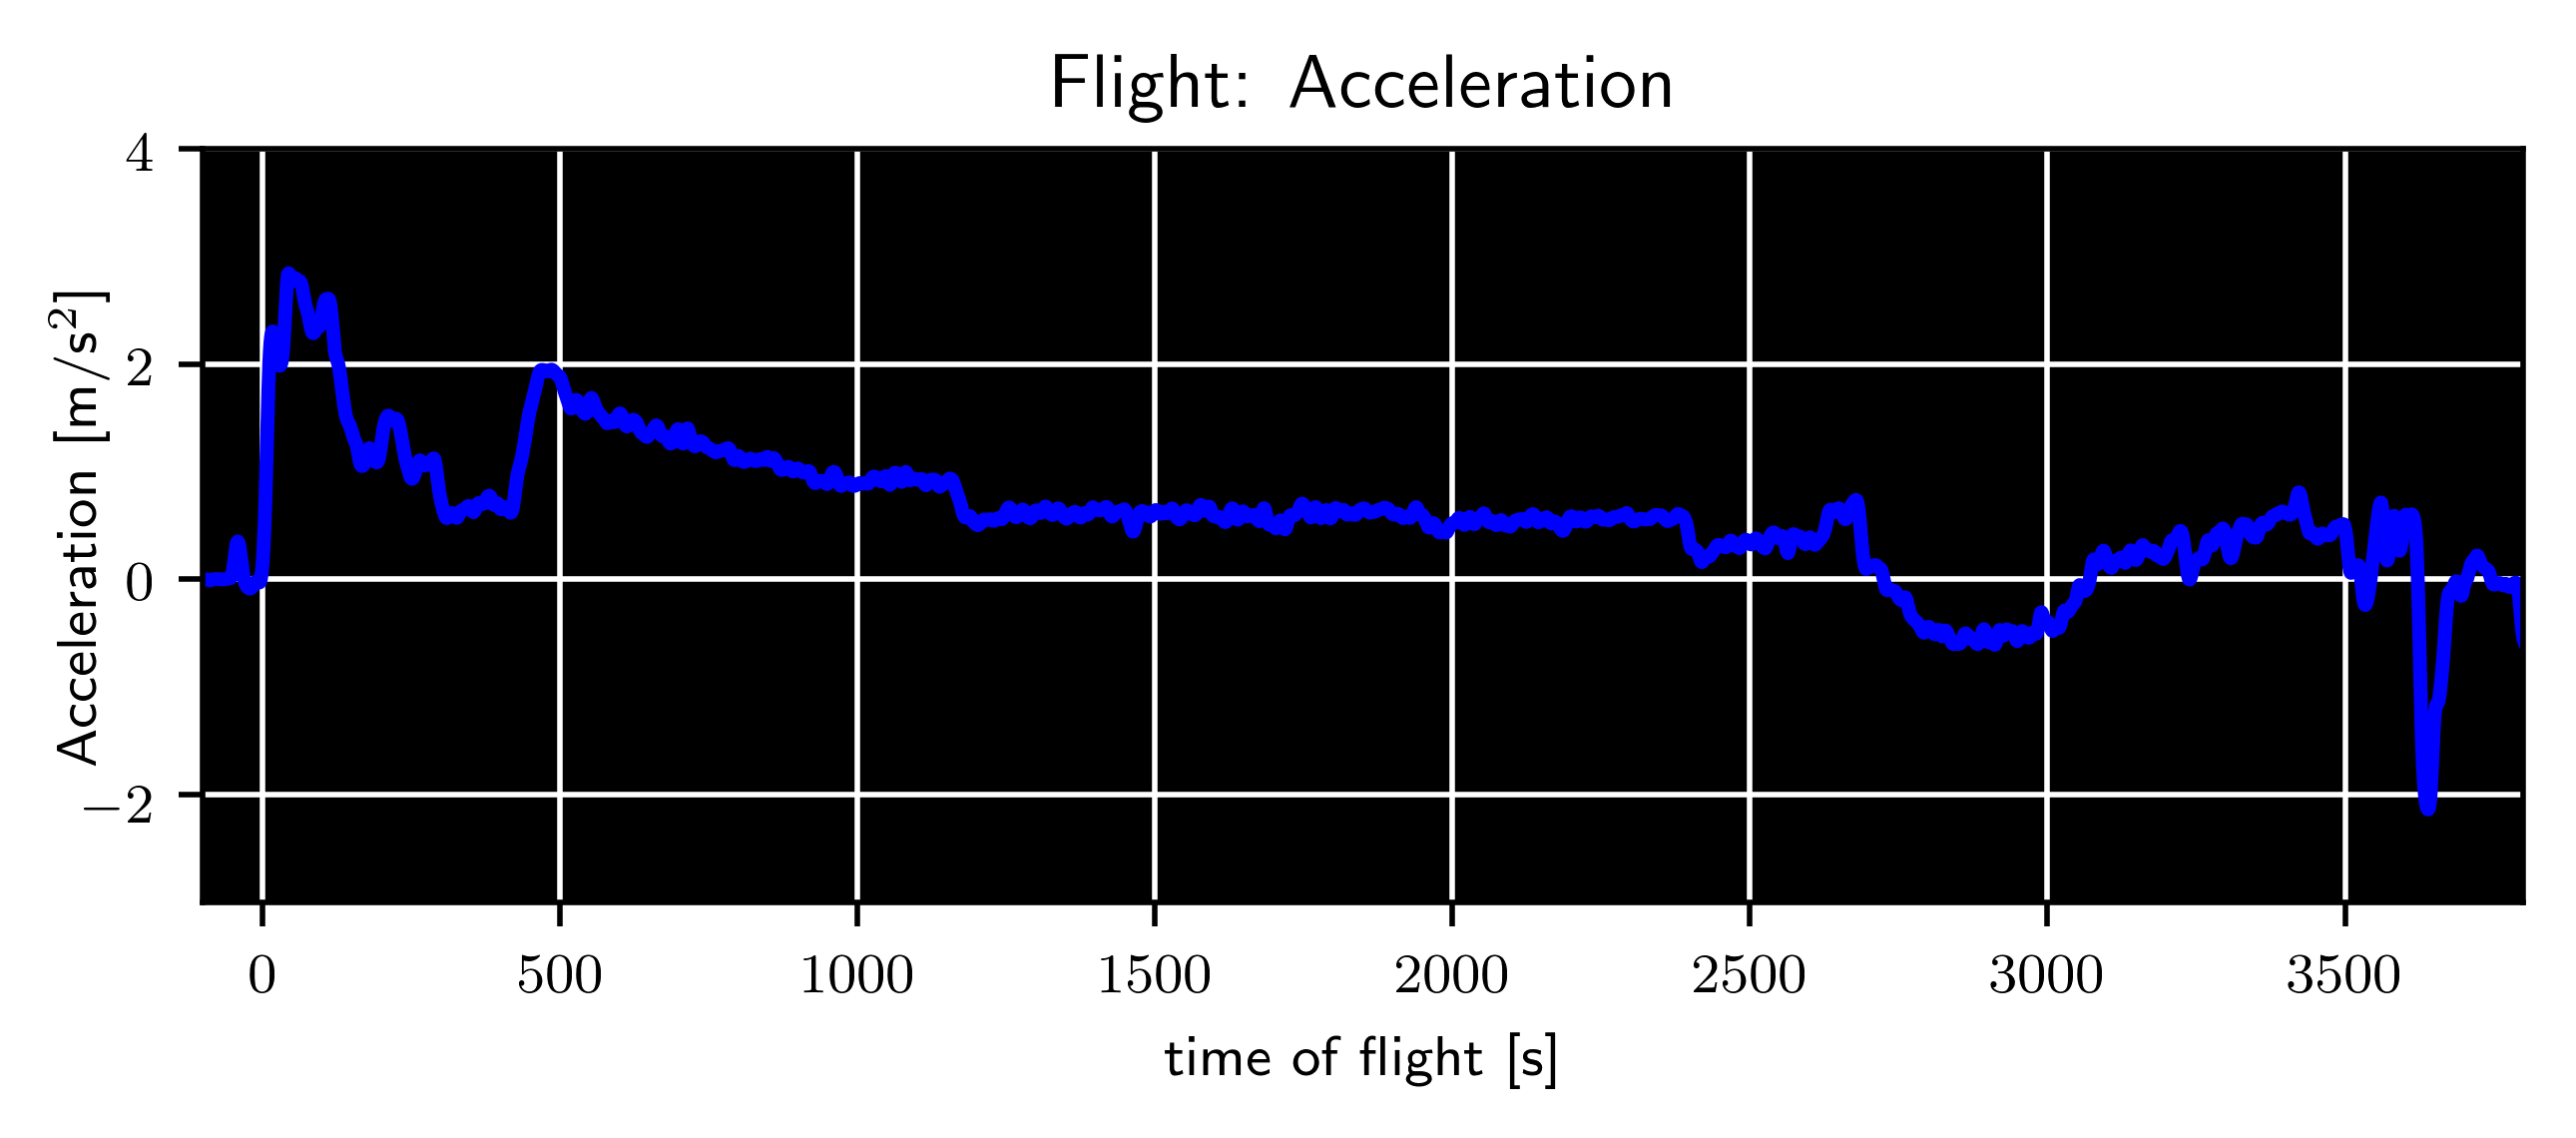 Flight: Acceleration
Acceleration [m/s²]
4
2
0
−2
0 500 1000 1500 2000 2500 3000 3500
time of flight [s]